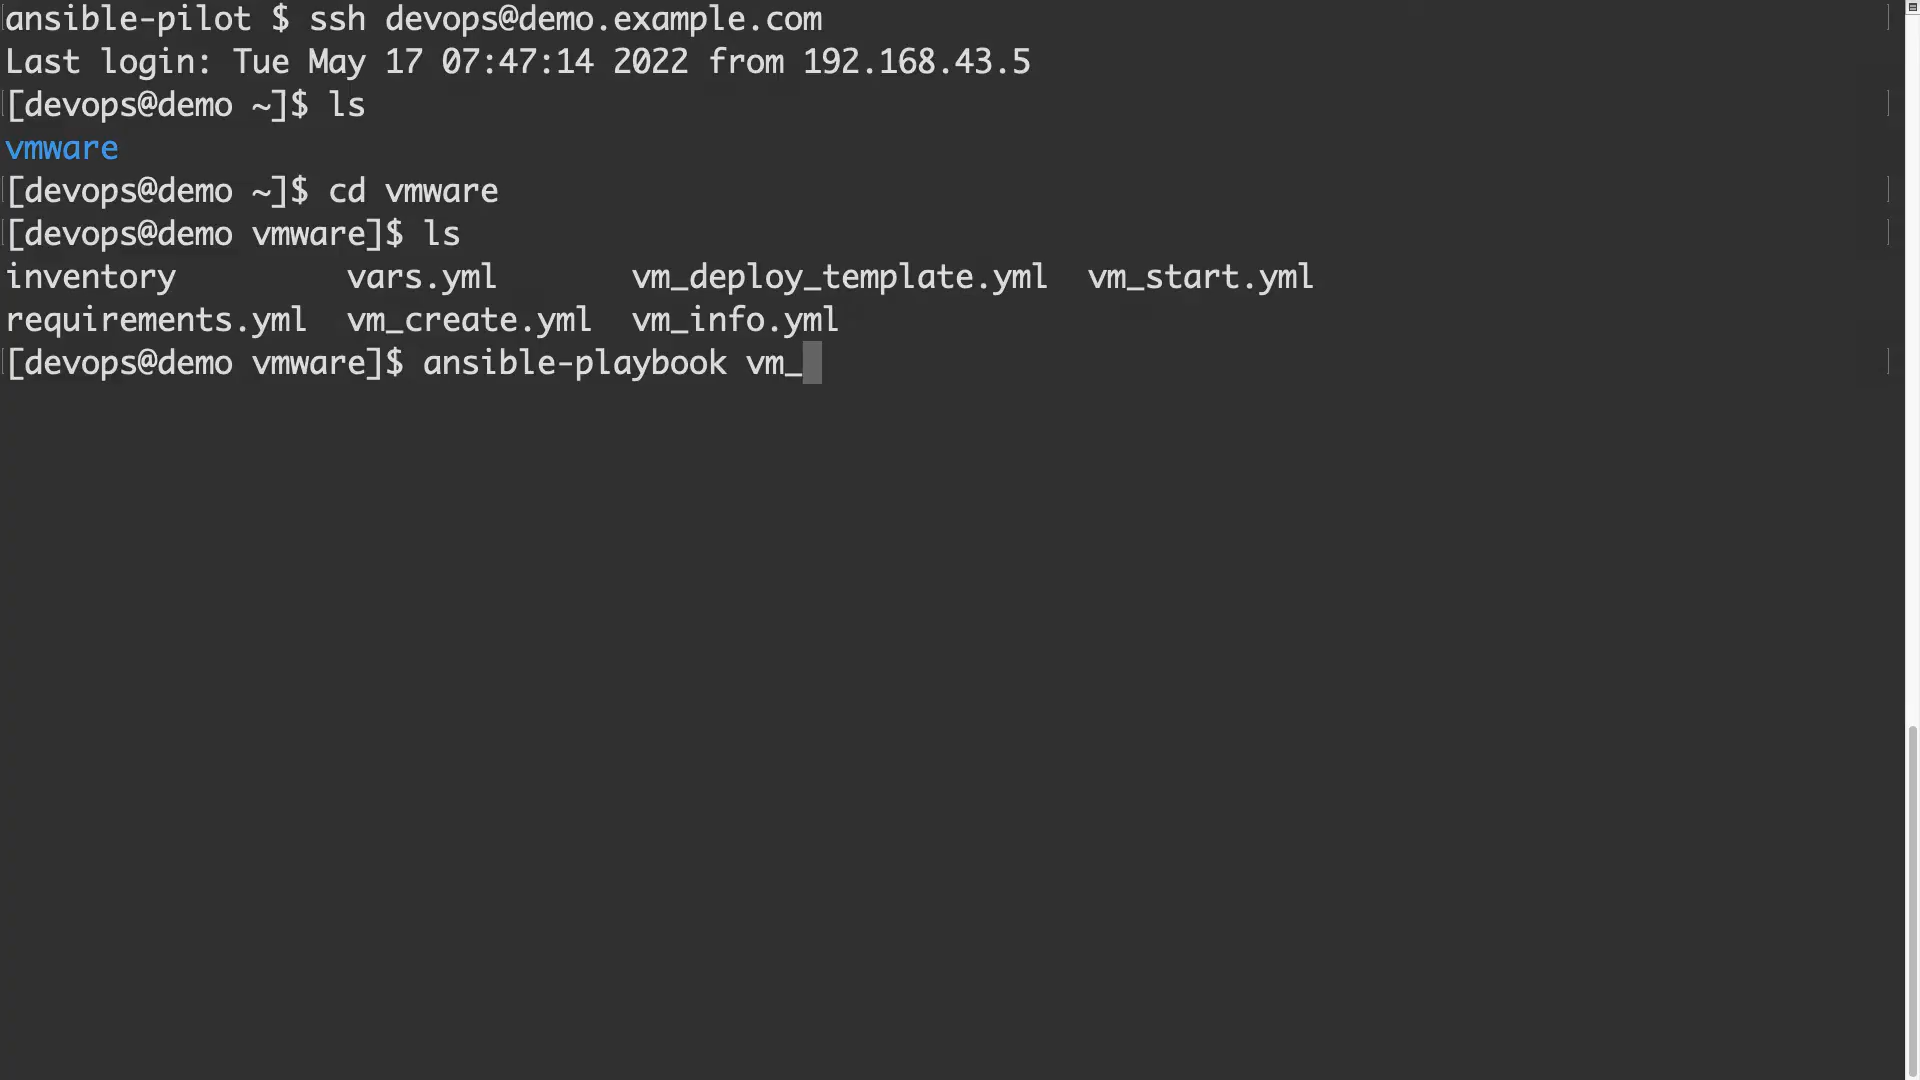 ansible-pilot $ ssh devops@demo.example.com
Last login: Tue May 17 07:47:14 2022 from 192.168.43.5
[devops@demo ~]$ ls
vmware
[devops@demo ~]$ cd vmware
[devops@demo vmware]$ ls
inventory         vars.yml       vm_deploy_template.yml  vm_start.yml
requirements.yml  vm_create.yml  vm_info.yml
[devops@demo vmware]$ ansible-playbook vm_